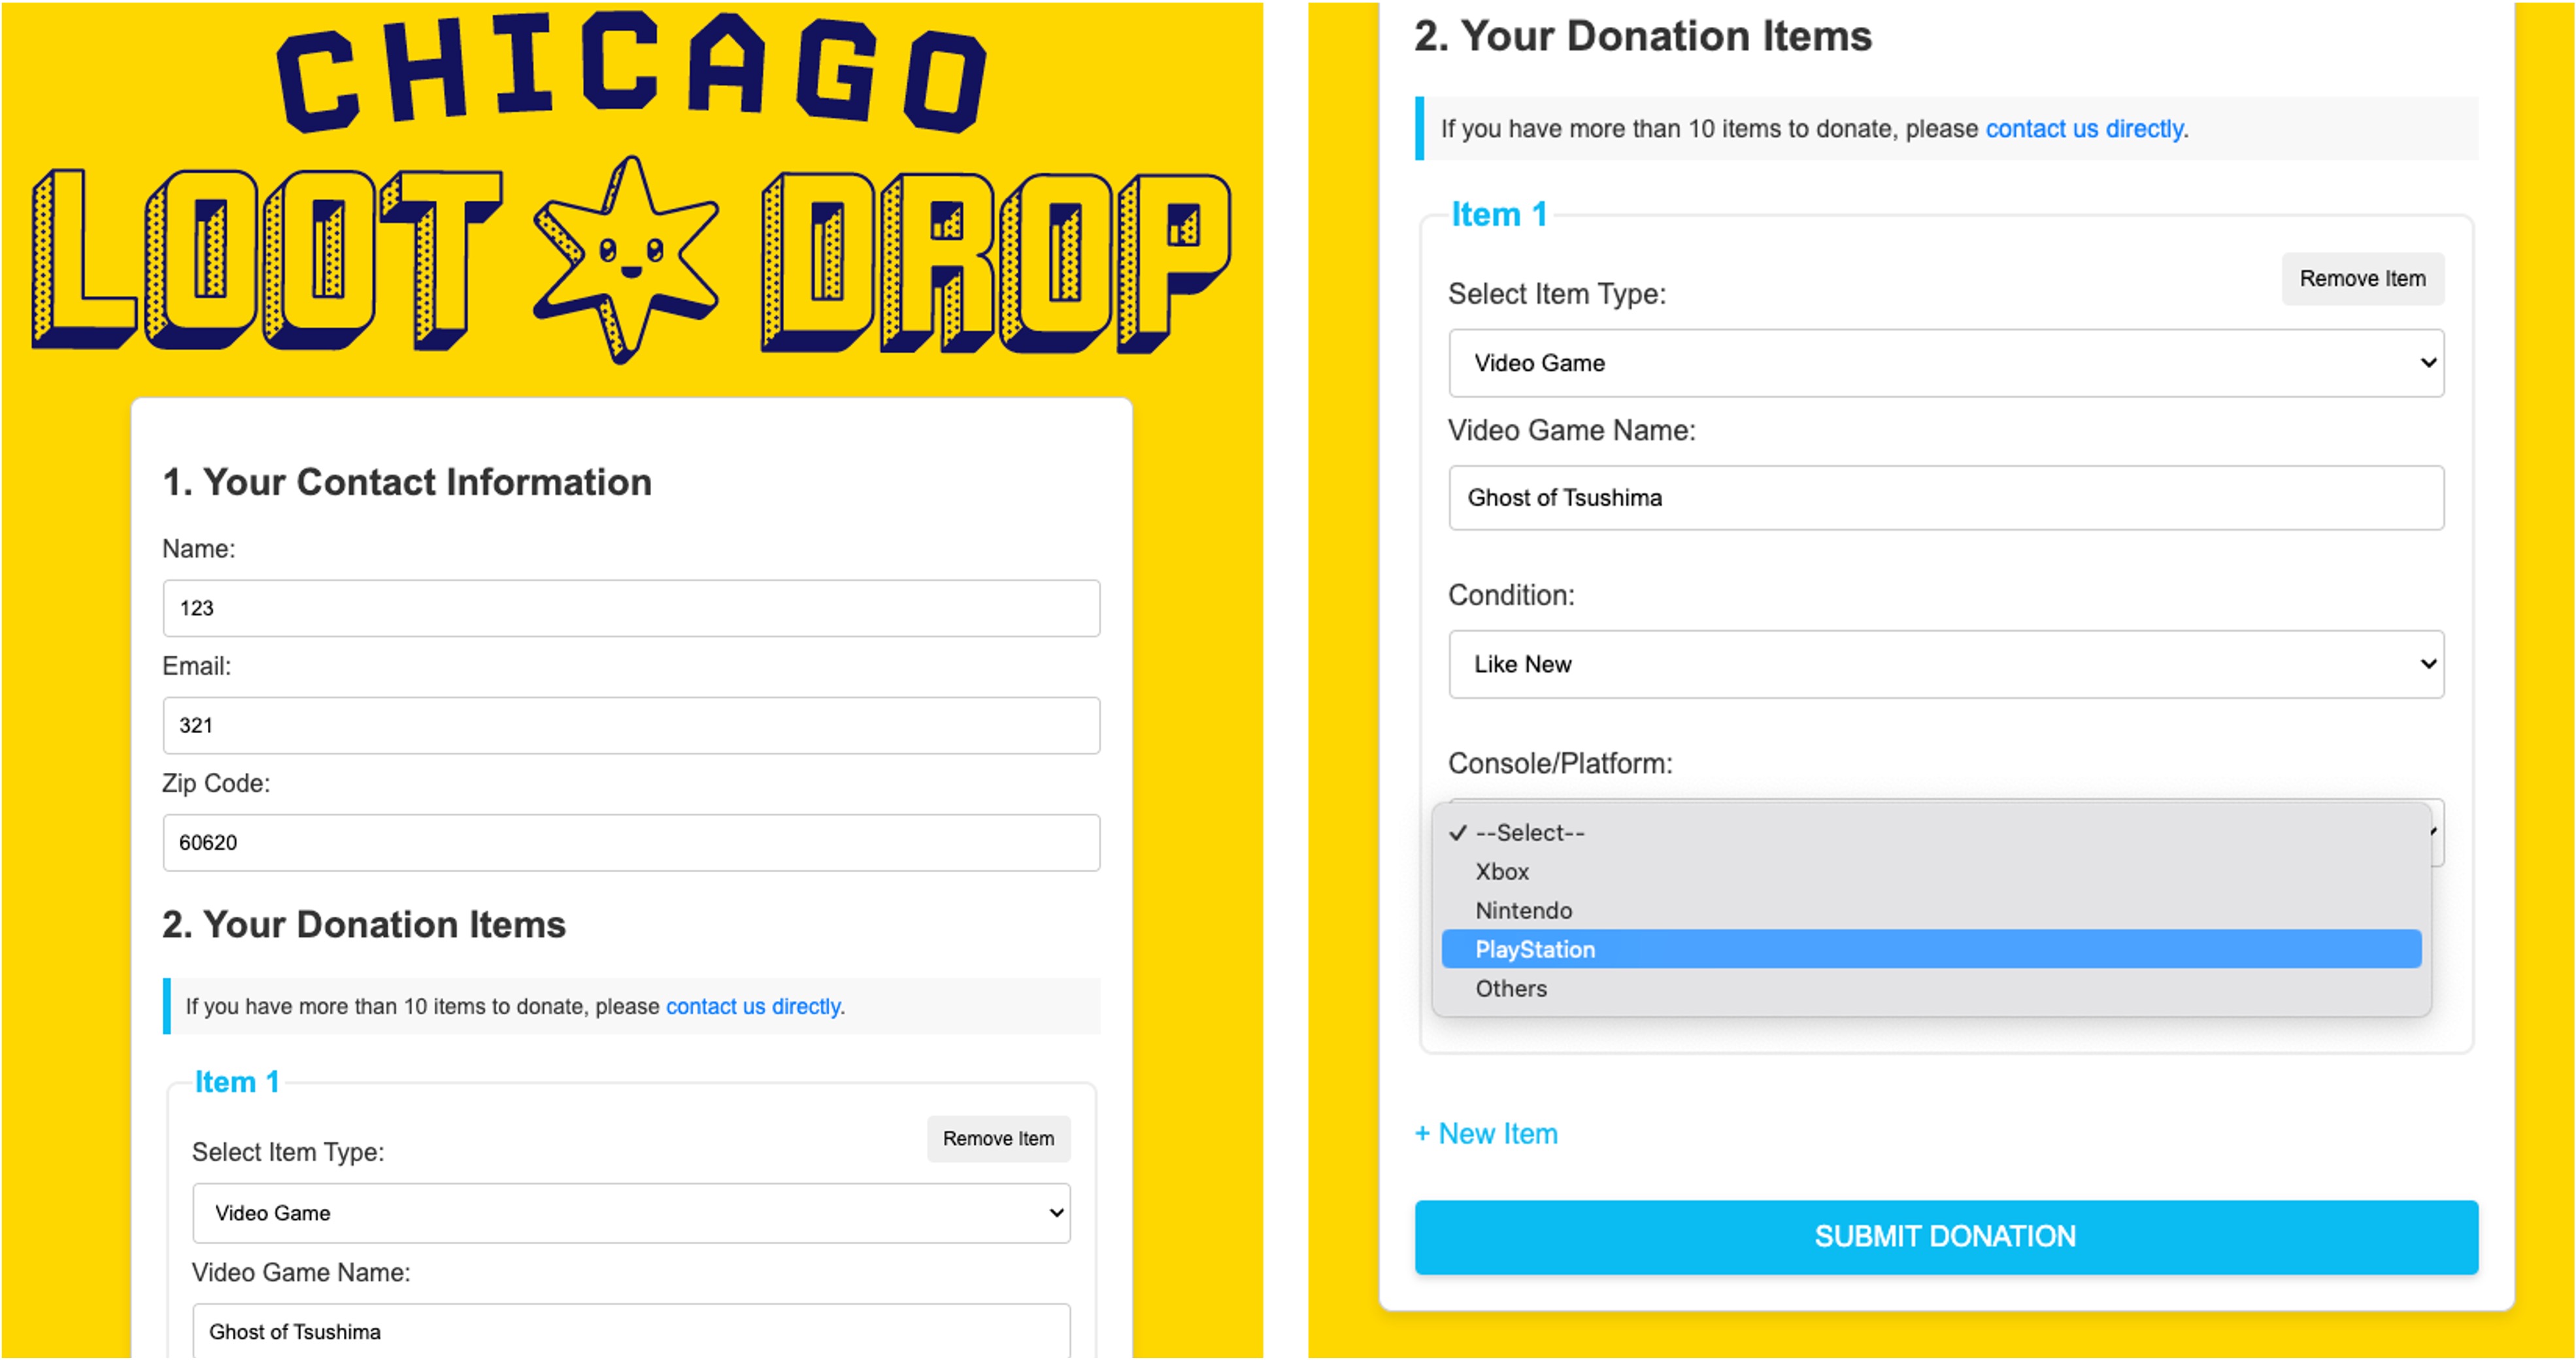 CHICAGO
LOOT DROP
1. Your Contact Information
Name:
123
Email:
321
Zip Code:
60620
2. Your Donation Items
If you have more than 10 items to donate, please contact us directly.
Item 1
Remove Item
Select Item Type:
Video Game
Video Game Name:
Ghost of Tsushima
2. Your Donation Items
If you have more than 10 items to donate, please contact us directly.
Item 1
Remove Item
Select Item Type:
Video Game
Video Game Name:
Ghost of Tsushima
Condition:
Like New
Console/Platform:
✓ --Select--
Xbox
Nintendo
PlayStation
Others
+ New Item
SUBMIT DONATION